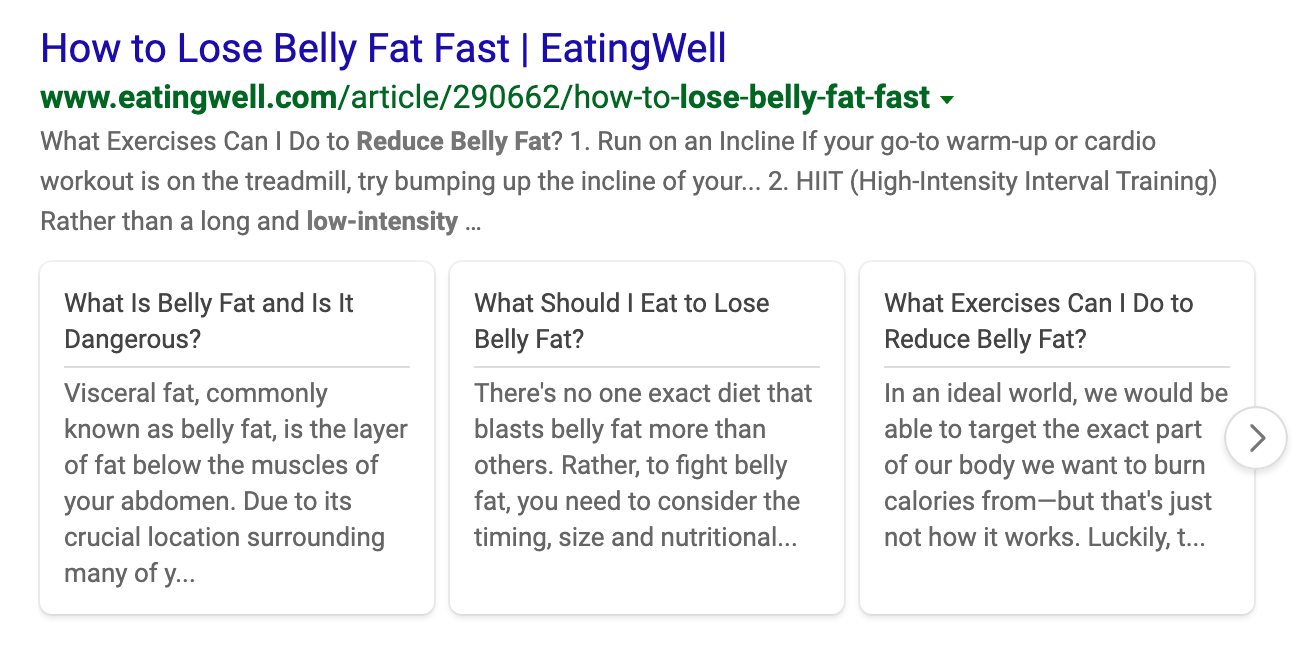 How to Lose Belly Fat Fast | EatingWell
www.eatingwell.com/article/290662/how-to-lose-belly-fat-fast
What Exercises Can I Do to Reduce Belly Fat? 1. Run on an Incline If your go-to warm-up or cardio
workout is on the treadmill, try bumping up the incline of your... 2. HIIT (High-Intensity Interval Training)
Rather than a long and low-intensity ...
What Is Belly Fat and Is It
Dangerous?
Visceral fat, commonly
known as belly fat, is the layer
of fat below the muscles of
your abdomen. Due to its
crucial location surrounding
many of y...
What Should I Eat to Lose
Belly Fat?
There's no one exact diet that
blasts belly fat more than
others. Rather, to fight belly
fat, you need to consider the
timing, size and nutritional...
What Exercises Can I Do to
Reduce Belly Fat?
In an ideal world, we would be
able to target the exact part
of our body we want to burn
calories from—but that's just
not how it works. Luckily, t...